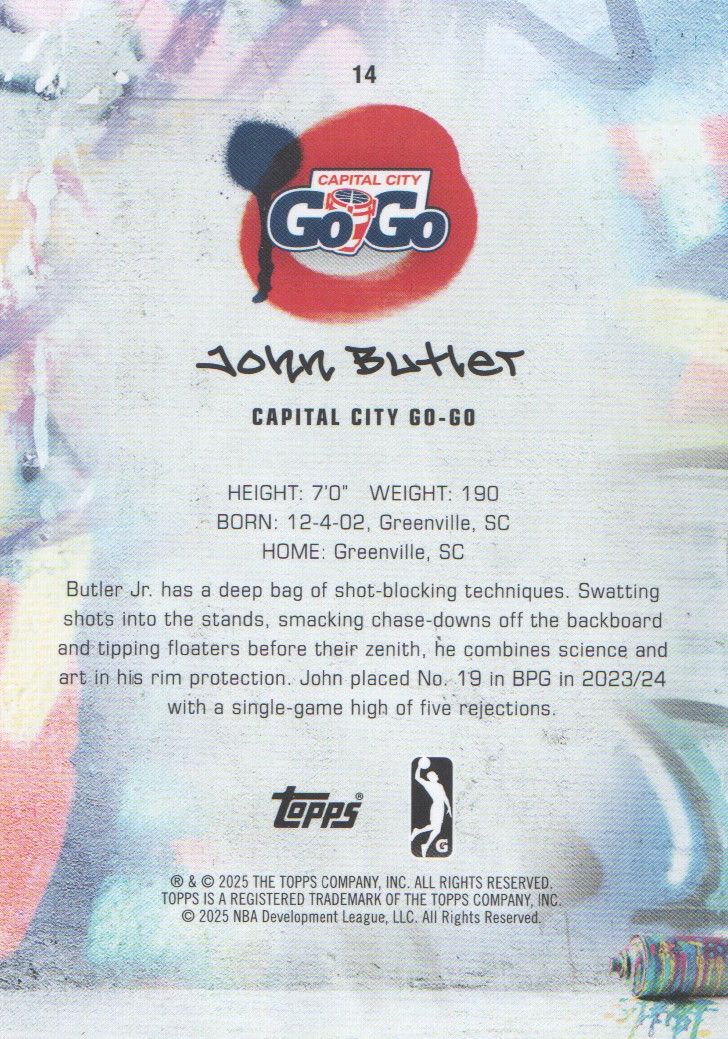 14
CAPITAL CITY
GoGo
John Butler
CAPITAL CITY GO-GO
HEIGHT: 7'0" WEIGHT: 190
BORN: 12-4-02, Greenville, SC
HOME: Greenville, SC
Butler Jr. has a deep bag of shot-blocking techniques. Swatting
shots into the stands, smacking chase-downs off the backboard
and tipping floaters before their zenith, he combines science and
art in his rim protection. John placed No. 19 in BPG in 2023/24
with a single-game high of five rejections.
topps®
G
® & © 2025 THE TOPPS COMPANY, INC. ALL RIGHTS RESERVED.
TOPPS IS A REGISTERED TRADEMARK OF THE TOPPS COMPANY, INC.
© 2025 NBA Development League, LLC. All Rights Reserved.